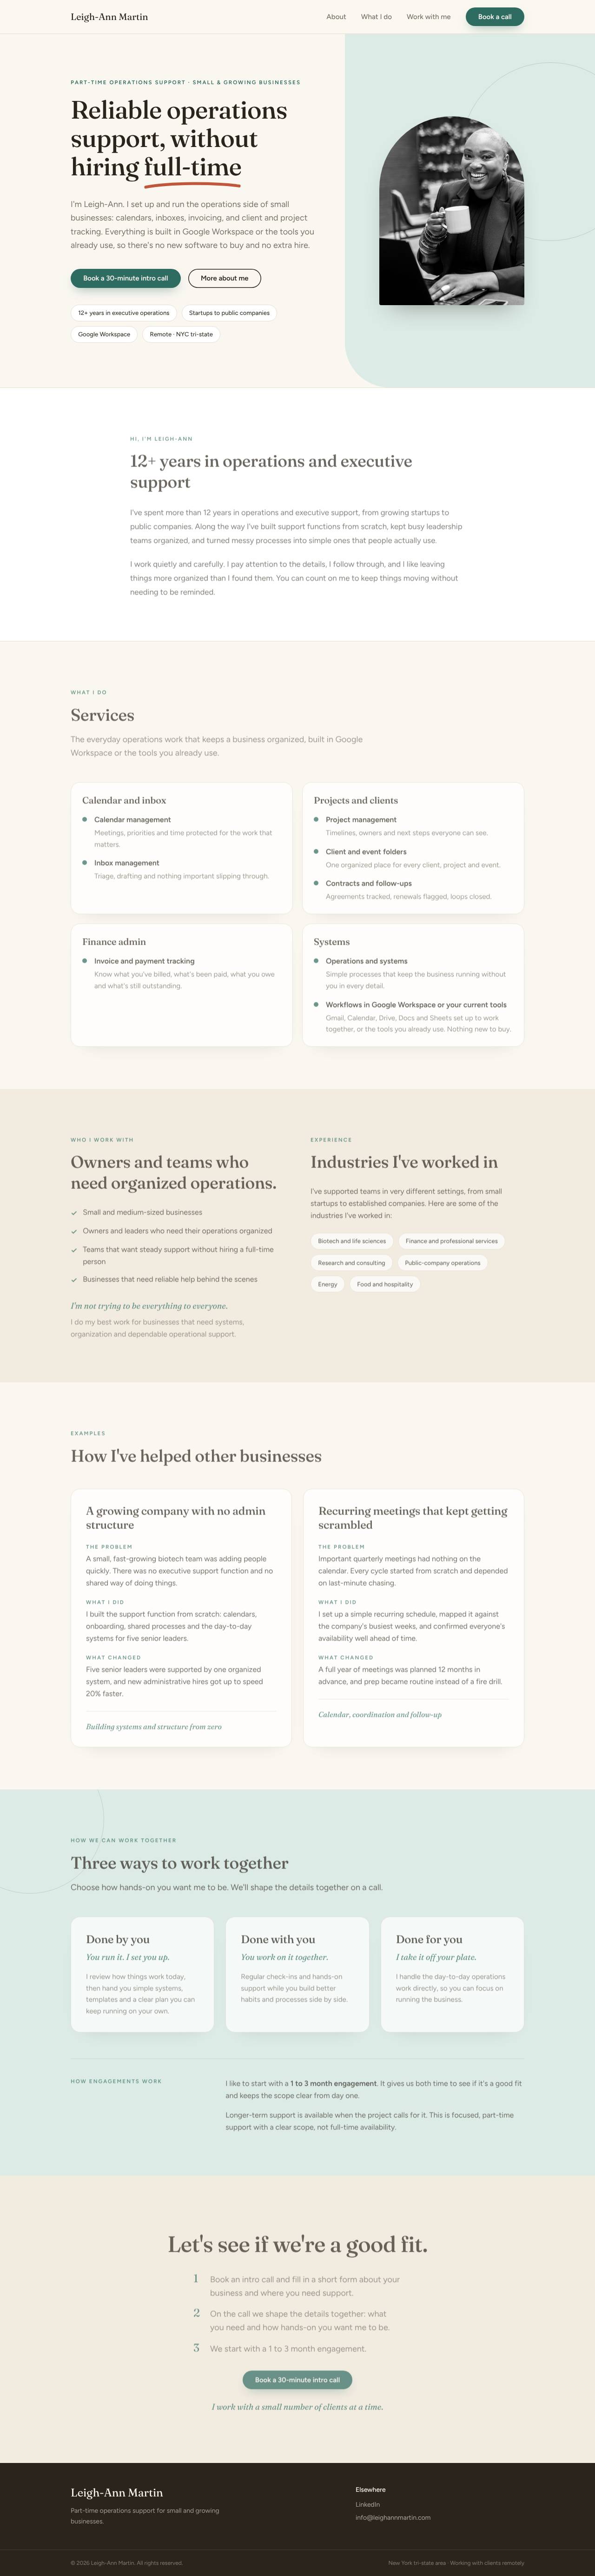 Leigh-Ann Martin
About
What I do
Work with me
Book a call
PART-TIME OPERATIONS SUPPORT · SMALL & GROWING BUSINESSES
Reliable operations
support, without
hiring full-time
I'm Leigh-Ann. I set up and run the operations side of small
businesses: calendars, inboxes, invoicing, and client and project
tracking. Everything is built in Google Workspace or the tools you
already use, so there's no new software to buy and no extra hire.
Book a 30-minute intro call
More about me
12+ years in executive operations
Startups to public companies
Google Workspace
Remote · NYC tri-state
HI, I'M LEIGH-ANN
12+ years in operations and executive
support
I've spent more than 12 years in operations and executive support, from growing startups to
public companies. Along the way I've built support functions from scratch, kept busy leadership
teams organized, and turned messy processes into simple ones that people actually use.
I work quietly and carefully. I pay attention to the details, I follow through, and I like leaving
things more organized than I found them. You can count on me to keep things moving without
needing to be reminded.
WHAT I DO
Services
The everyday operations work that keeps a business organized, built in Google
Workspace or the tools you already use.
Calendar and inbox
Calendar management
Meetings, priorities and time protected for the work that
matters.
Inbox management
Triage, drafting and nothing important slipping through.
Projects and clients
Project management
Timelines, owners and next steps everyone can see.
Client and event folders
One organized place for every client, project and event.
Contracts and follow-ups
Agreements tracked, renewals flagged, loops closed.
Finance admin
Invoice and payment tracking
Know what you've billed, what's been paid, what you owe
and what's still outstanding.
Systems
Operations and systems
Simple processes that keep the business running without
you in every detail.
Workflows in Google Workspace or your current tools
Gmail, Calendar, Drive, Docs and Sheets set up to work
together, or the tools you already use. Nothing new to buy.
WHO I WORK WITH
Owners and teams who
need organized operations.
Small and medium-sized businesses
Owners and leaders who need their operations organized
Teams that want steady support without hiring a full-time
person
Businesses that need reliable help behind the scenes
I'm not trying to be everything to everyone.
I do my best work for businesses that need systems,
organization and dependable operational support.
EXPERIENCE
Industries I've worked in
I've supported teams in very different settings, from small
startups to established companies. Here are some of the
industries I've worked in:
Biotech and life sciences
Finance and professional services
Research and consulting
Public-company operations
Energy
Food and hospitality
EXAMPLES
How I've helped other businesses
A growing company with no admin
structure
THE PROBLEM
A small, fast-growing biotech team was adding people
quickly. There was no executive support function and no
shared way of doing things.
WHAT I DID
I built the support function from scratch: calendars,
onboarding, shared processes and the day-to-day
systems for five senior leaders.
WHAT CHANGED
Five senior leaders were supported by one organized
system, and new administrative hires got up to speed
20% faster.
Building systems and structure from zero
Recurring meetings that kept getting
scrambled
THE PROBLEM
Important quarterly meetings had nothing on the
calendar. Every cycle started from scratch and depended
on last-minute chasing.
WHAT I DID
I set up a simple recurring schedule, mapped it against
the company's busiest weeks, and confirmed everyone's
availability well ahead of time.
WHAT CHANGED
A full year of meetings was planned 12 months in
advance, and prep became routine instead of a fire drill.
Calendar, coordination and follow-up
HOW WE CAN WORK TOGETHER
Three ways to work together
Choose how hands-on you want me to be. We'll shape the details together on a call.
Done by you
You run it. I set you up.
I review how things work today,
then hand you simple systems,
templates and a clear plan you can
keep running on your own.
Done with you
You work on it together.
Regular check-ins and hands-on
support while you build better
habits and processes side by side.
Done for you
I take it off your plate.
I handle the day-to-day operations
work directly, so you can focus on
running the business.
HOW ENGAGEMENTS WORK
I like to start with a 1 to 3 month engagement. It gives us both time to see if it's a good fit
and keeps the scope clear from day one.
Longer-term support is available when the project calls for it. This is focused, part-time
support with a clear scope, not full-time availability.
Let's see if we're a good fit.
1 Book an intro call and fill in a short form about your
business and where you need support.
2 On the call we shape the details together: what
you need and how hands-on you want me to be.
3 We start with a 1 to 3 month engagement.
Book a 30-minute intro call
I work with a small number of clients at a time.
Leigh-Ann Martin
Part-time operations support for small and growing
businesses.
Elsewhere
LinkedIn
info@leighannmartin.com
© 2026 Leigh-Ann Martin. All rights reserved.
New York tri-state area · Working with clients remotely